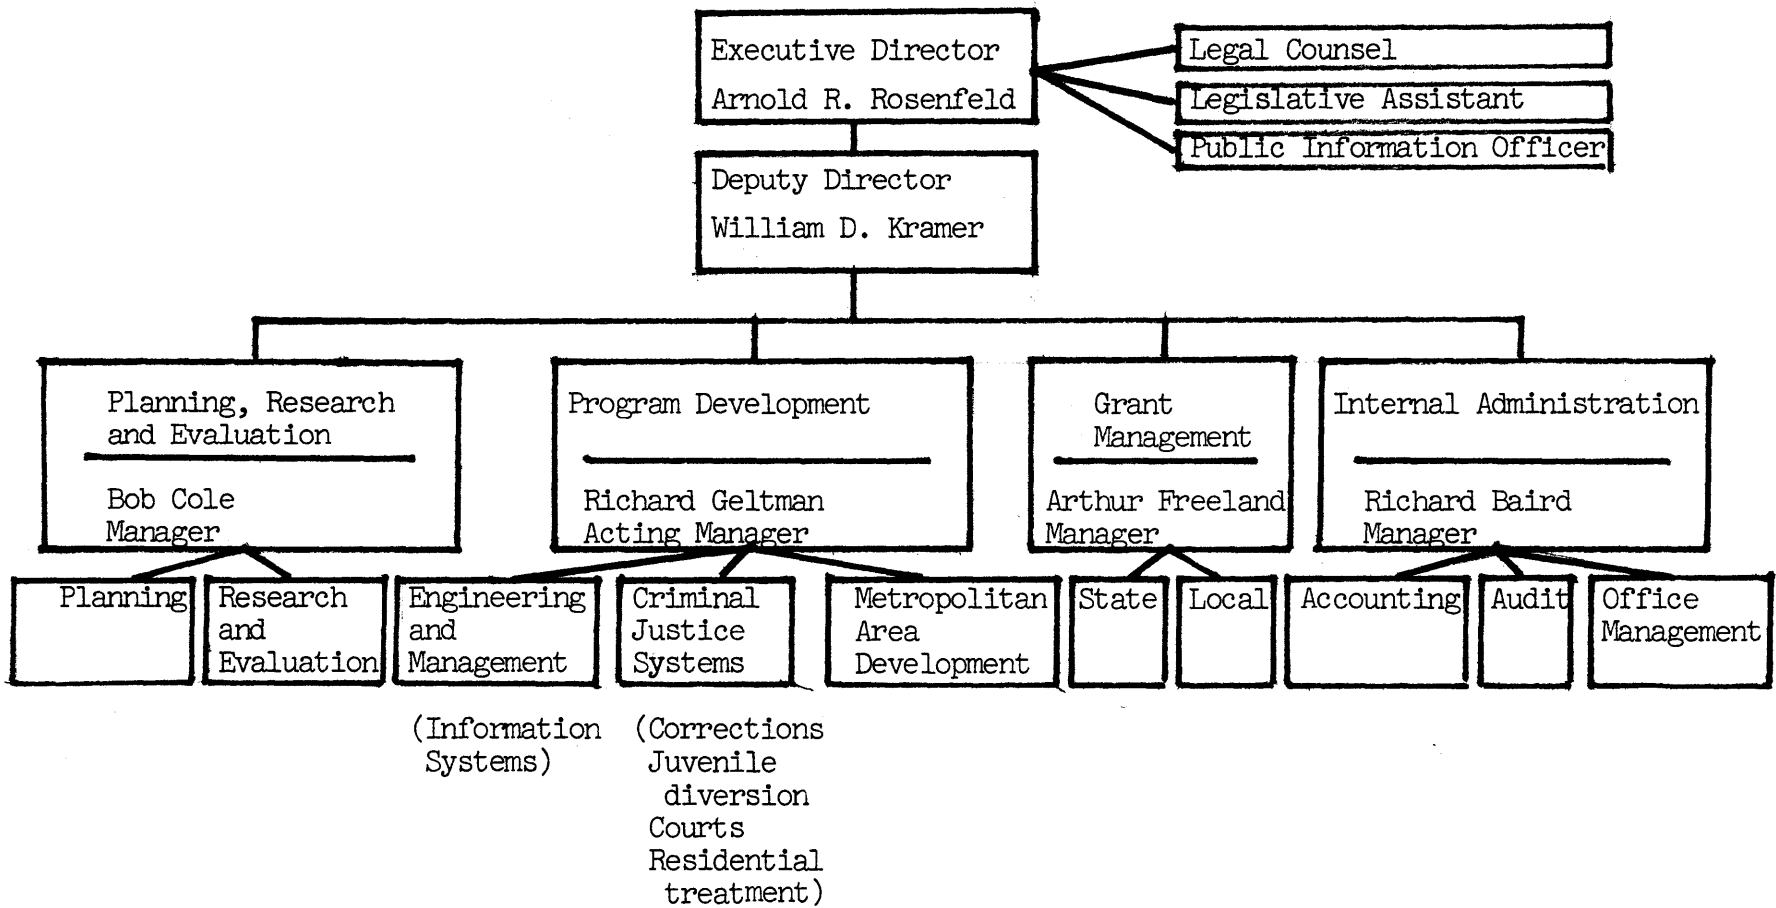 Executive Director
Arnold R. Rosenfeld
Legal Counsel
Legislative Assistant
Public Information Officer
Deputy Director
William D. Kramer
Planning, Research
and Evaluation
Bob Cole
Manager
Program Development
Richard Geltman
Acting Manager
Grant
Management
Arthur Freeland
Manager
Internal Administration
Richard Baird
Manager
Planning
Research
and
Evaluation
Engineering
and
Management
(Information
Systems)
Criminal
Justice
Systems
(Corrections
Juvenile
diversion
Courts
Residential
treatment)
Metropolitan
Area
Development
State
Local
Accounting
Audit
Office
Management